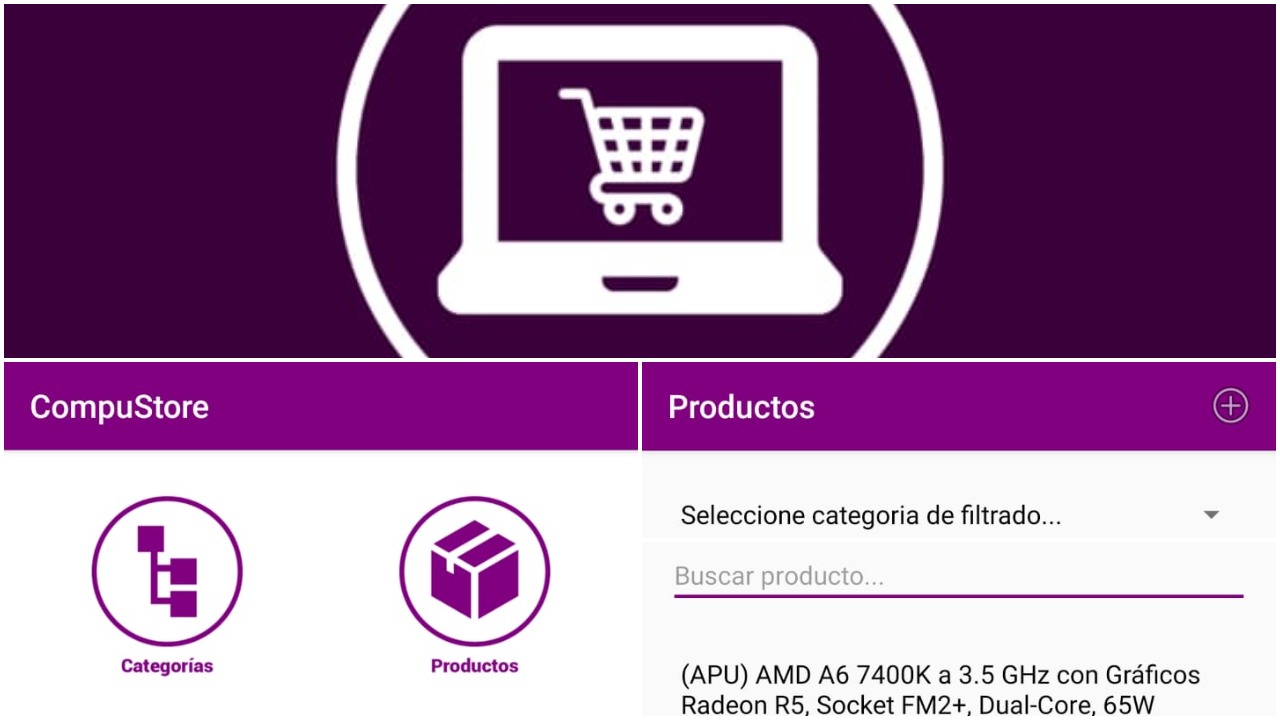 CompuStore
Categorías
Productos
Productos
Seleccione categoria de filtrado...
Buscar producto...
(APU) AMD A6 7400K a 3.5 GHz con Gráficos
Radeon R5, Socket FM2+, Dual-Core, 65W